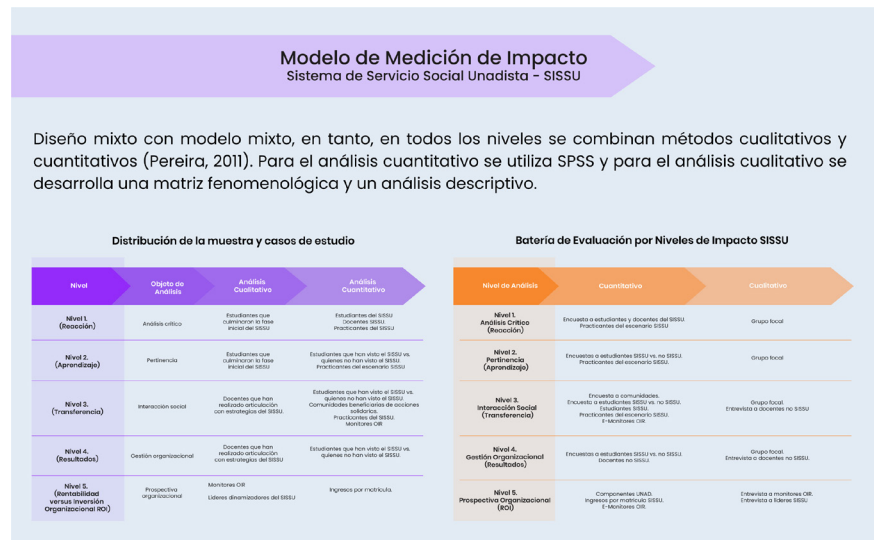 Modelo de Medición de Impacto
Sistema de Servicio Social Unadista - SISSU
Diseño mixto con modelo mixto, en tanto, en todos los niveles se combinan métodos cualitativos y
cuantitativos (Pereira, 2011). Para el análisis cuantitativo se utiliza SPSS y para el análisis cualitativo se
desarrolla una matriz fenomenológica y un análisis descriptivo.
Distribución de la muestra y casos de estudio
Nivel
Objeto de
Análisis
Análisis
Cualitativo
Análisis
Cuantitativo
Nivel 1.
(Reacción)
Análisis crítico
Estudiantes que
culminaron la fase
inicial del SISSU
Estudiantes del SISSU
Docentes SISSU.
Practicantes del SISSU
Nivel 2.
(Aprendizaje)
Pertinencia
Estudiantes que
culminaron la fase
inicial del SISSU
Estudiantes que han visto el SISSU vs.
quienes no han visto el SISSU.
Practicantes del escenario SISSU
Nivel 3.
(Transferencia)
Interacción social
Docentes que han
realizado articulación
con estrategias del SISSU.
Estudiantes que han visto el SISSU vs.
quienes no han visto el SISSU.
Comunidades beneficiarias de acciones
solidarias.
Practicantes del SISSU.
Monitores OIR
Nivel 4.
(Resultados)
Gestión organizacional
Docentes que han
realizado articulación
con estrategias del SISSU
Estudiantes que han visto el SISSU vs.
quienes no han visto el SISSU.
Nivel 5.
(Rentabilidad
versus Inversión
Organizacional ROI)
Prospectiva
organizacional
Monitores OIR
Líderes dinamizadores del SISSU
Ingresos por matrícula.
Batería de Evaluación por Niveles de Impacto SISSU
Nivel de Análisis
Cuantitativo
Cualitativo
Nivel 1.
Análisis Crítico
(Reacción)
Encuesta a estudiantes y docentes del SISSU.
Practicantes del escenario SISSU
Grupo focal
Nivel 2.
Pertinencia
(Aprendizaje)
Encuestas a estudiantes SISSU vs. no SISSU.
Practicantes del escenario SISSU.
Grupo focal
Nivel 3.
Interacción Social
(Transferencia)
Encuesta a comunidades.
Encuesta a estudiantes SISSU vs. no SISSU.
Estudiantes SISSU.
Practicantes del escenario SISSU.
E-Monitores OIR.
Grupo focal.
Entrevista a docentes no SISSU
Nivel 4.
Gestión Organizacional
(Resultados)
Encuestas a estudiantes SISSU vs. no SISSU.
Docentes no SISSU.
Grupo focal.
Entrevista a docentes no SISSU.
Nivel 5.
Prospectiva Organizacional
(ROI)
Componentes UNAD.
Ingresos por matrícula SISSU.
E-Monitores OIR.
Entrevista a monitores OIR.
Entrevista a líderes SISSU